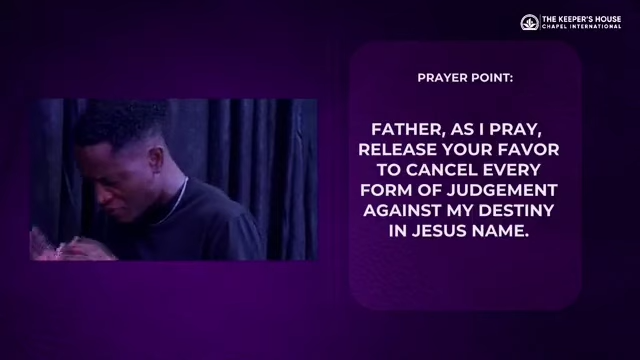 THE KEEPER'S HOUSE
CHAPEL INTERNATIONAL
PRAYER POINT:
FATHER, AS I PRAY,
RELEASE YOUR FAVOR
TO CANCEL EVERY
FORM OF JUDGEMENT
AGAINST MY DESTINY
IN JESUS NAME.